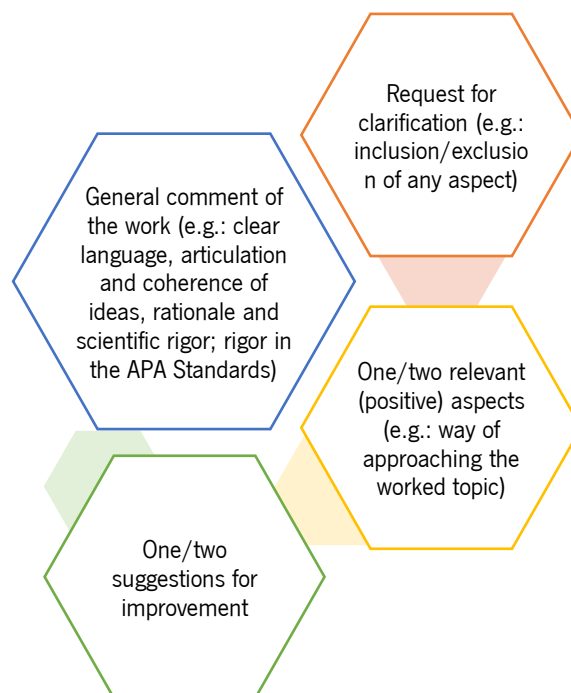 Request for
clarification (e.g.:
inclusion/exclusio
n of any aspect)
General comment of
the work (e.g.: clear
language, articulation
and coherence of
ideas, rationale and
scientific rigor; rigor in
the APA Standards)
One/two relevant
(positive) aspects
(e.g.: way of
approaching the
worked topic)
One/two
suggestions for
improvement